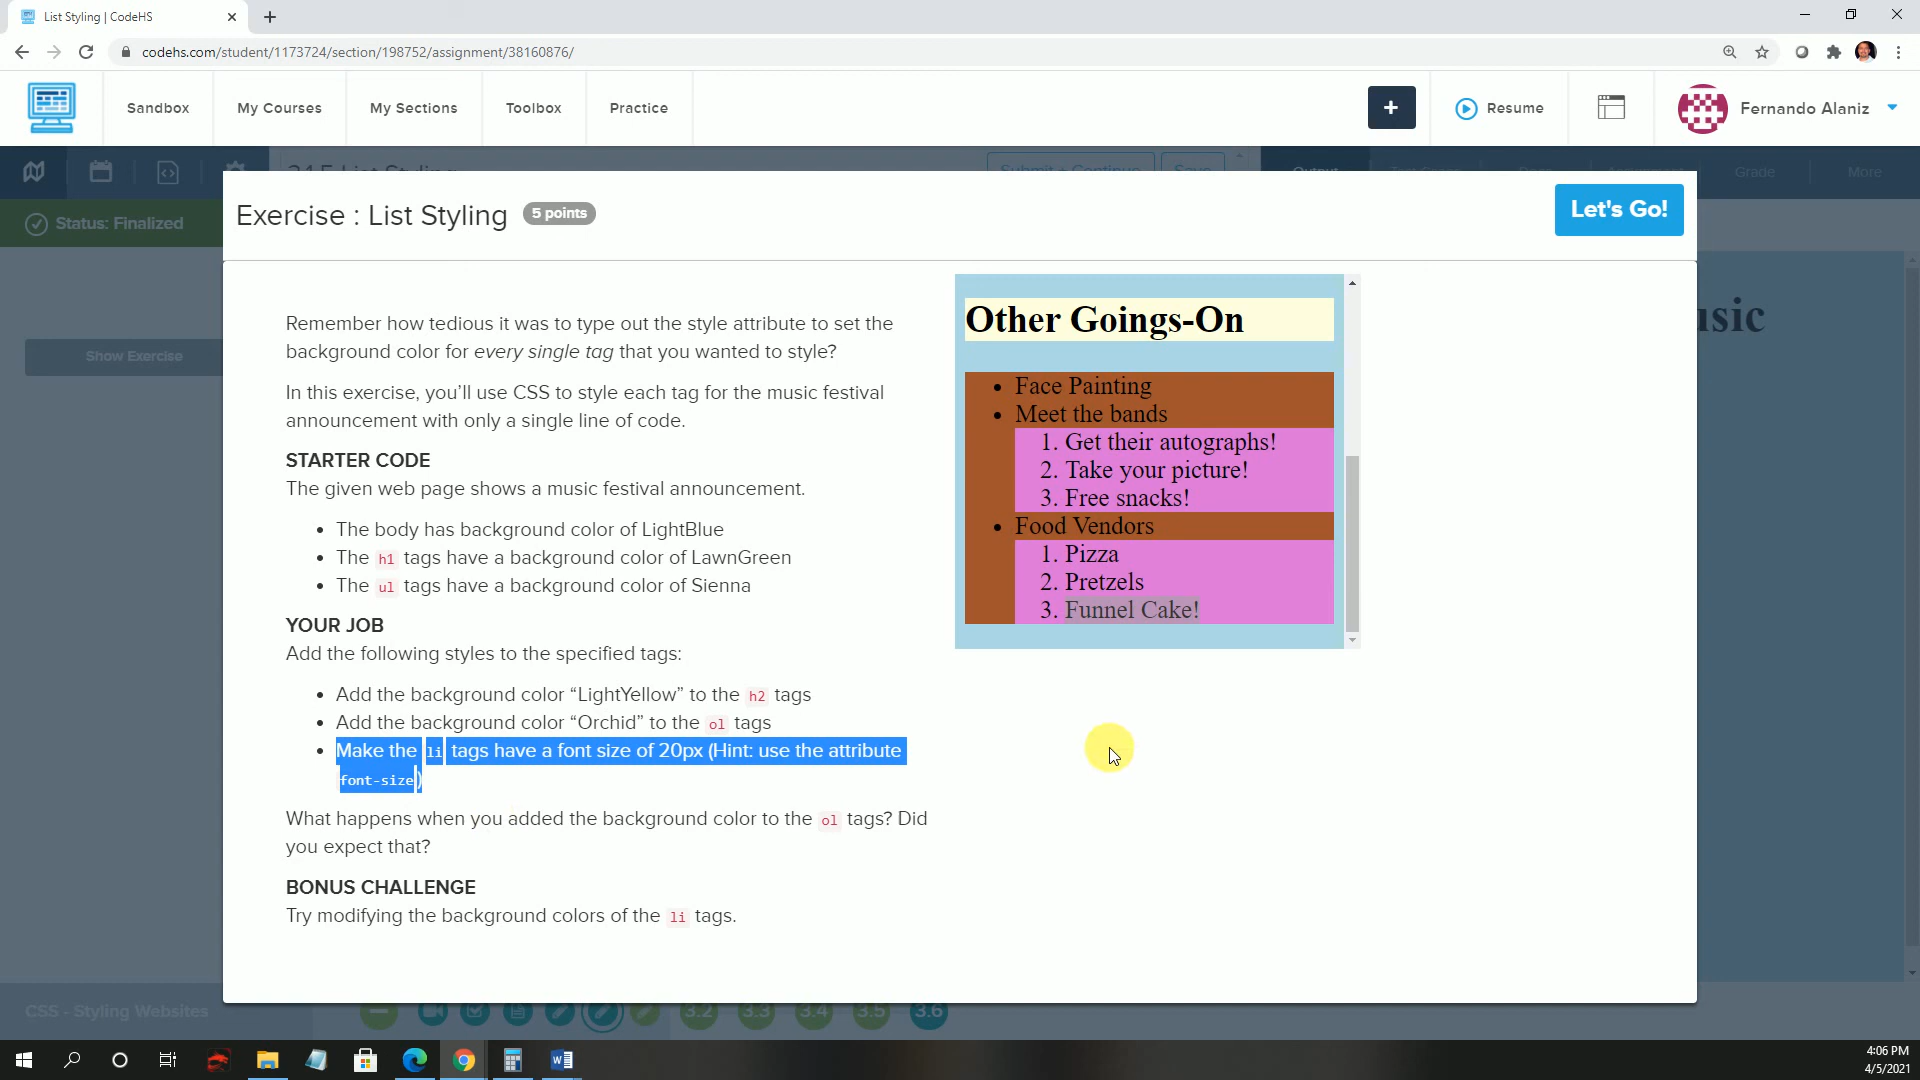 List Styling | CodeHS
codehs.com/student/1173724/section/198752/assignment/38160876/
Sandbox
My Courses
My Sections
Toolbox
Practice
+
Resume
Fernando Alaniz
Submit + Continue
Save
Output
Grade
More
Status: Finalized
Show Exercise
usic
Exercise : List Styling
5 points
Let's Go!
Remember how tedious it was to type out the style attribute to set the
background color for every single tag that you wanted to style?
In this exercise, you'll use CSS to style each tag for the music festival
announcement with only a single line of code.
STARTER CODE
The given web page shows a music festival announcement.
• The body has background color of LightBlue
• The h1 tags have a background color of LawnGreen
• The ul tags have a background color of Sienna
YOUR JOB
Add the following styles to the specified tags:
• Add the background color “LightYellow” to the h2 tags
• Add the background color “Orchid” to the ol tags
• Make the li tags have a font size of 20px (Hint: use the attribute
font-size)
What happens when you added the background color to the ol tags? Did
you expect that?
BONUS CHALLENGE
Try modifying the background colors of the li tags.
Other Goings-On
• Face Painting
• Meet the bands
1. Get their autographs!
2. Take your picture!
3. Free snacks!
• Food Vendors
1. Pizza
2. Pretzels
3. Funnel Cake!
CSS - Styling Websites
3.2
3.3
3.4
3.5
3.6
4:06 PM
4/5/2021